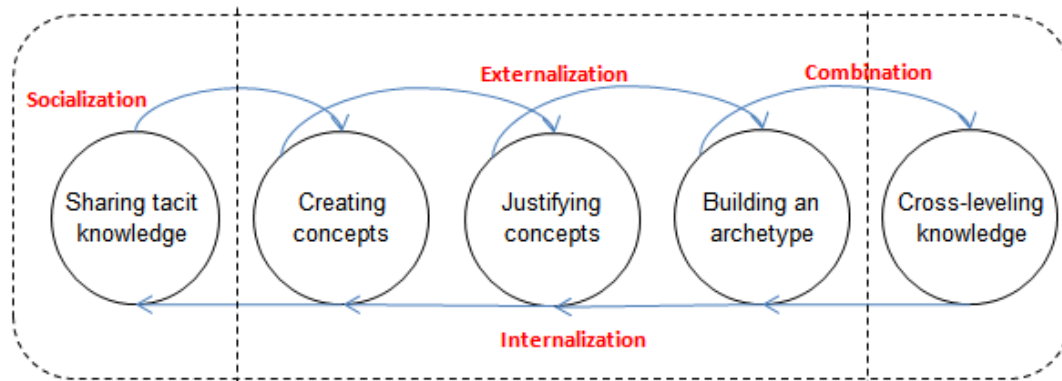 Externalization
Combination
Socialization
Sharing tacit
knowledge
Creating
concepts
Justifying
concepts
Building an
archetype
Cross-leveling
knowledge
Internalization